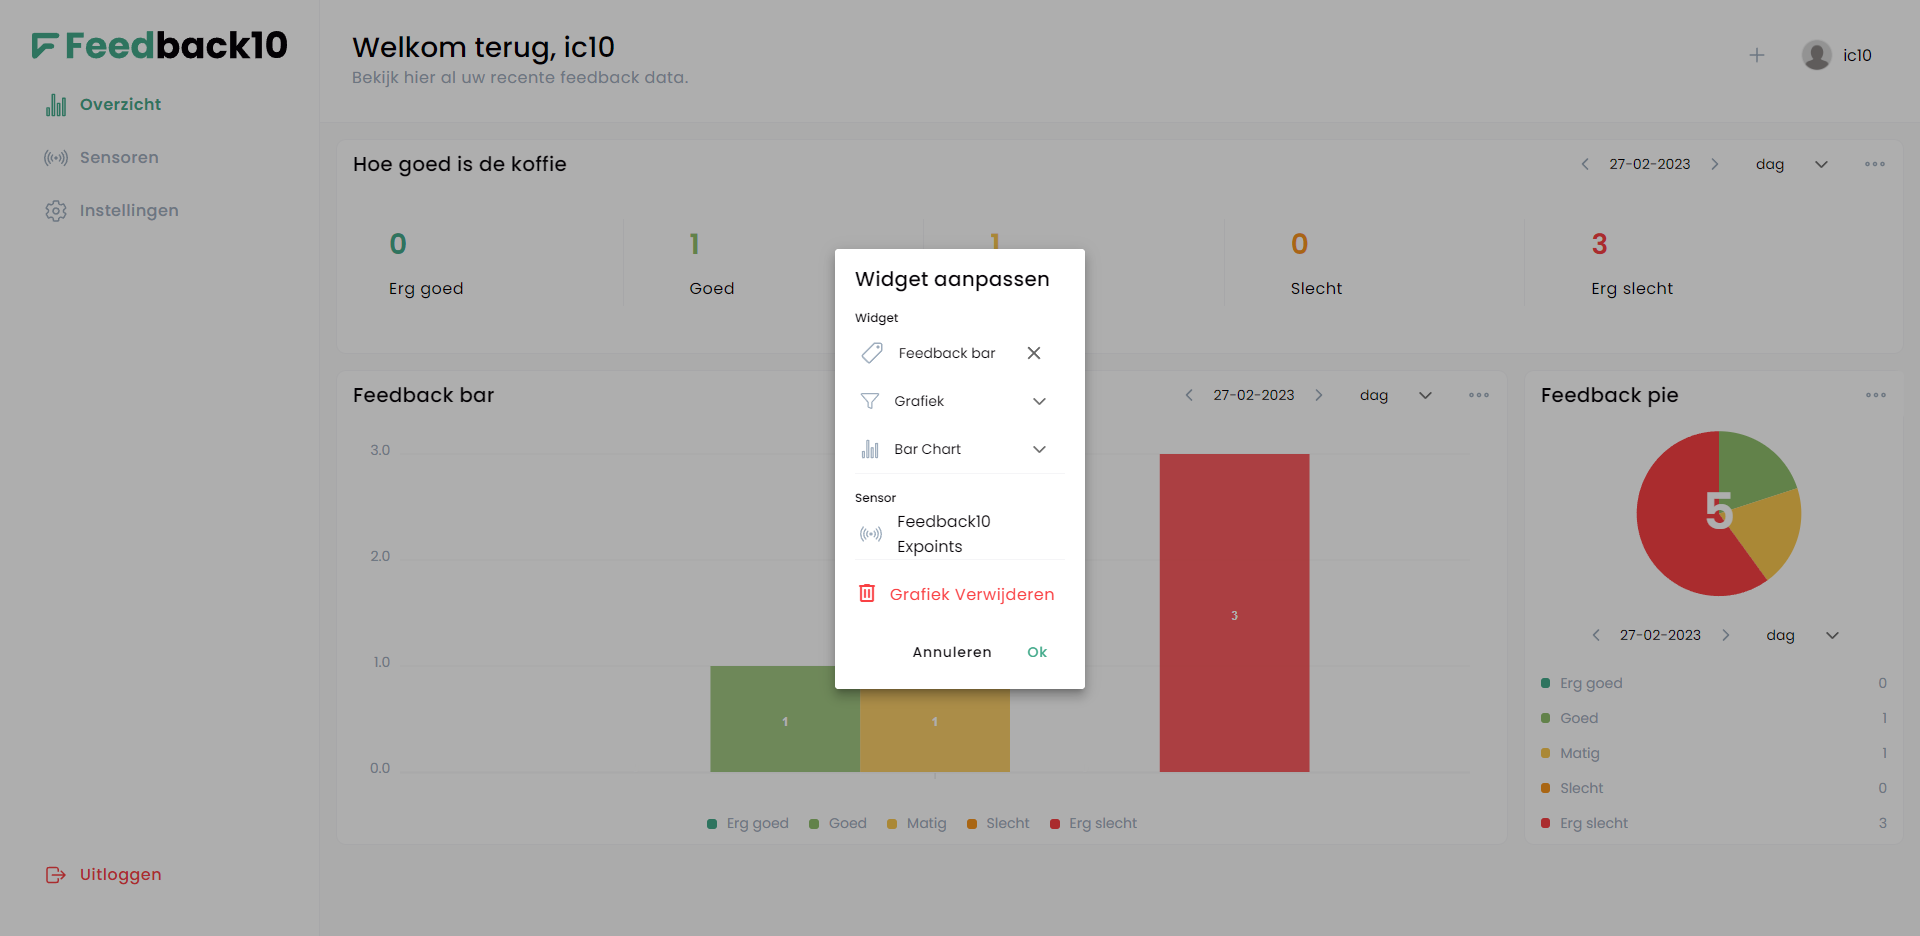 Feedback10
Overzicht
Sensoren
Instellingen
Uitloggen
Welkom terug, ic10
Bekijk hier al uw recente feedback data.
ic10
Hoe goed is de koffie
27-02-2023
dag
0
Erg goed
1
Goed
1
0
Slecht
3
Erg slecht
Feedback bar
27-02-2023
dag
3.0
2.0
1.0
0.0
1
1
3
Erg goed Goed Matig Slecht Erg slecht
Widget aanpassen
Widget
Feedback bar
Grafiek
Bar Chart
Sensor
Feedback10
Expoints
Grafiek Verwijderen
Annuleren Ok
Feedback pie
5
27-02-2023
dag
Erg goed 0
Goed 1
Matig 1
Slecht 0
Erg slecht 3